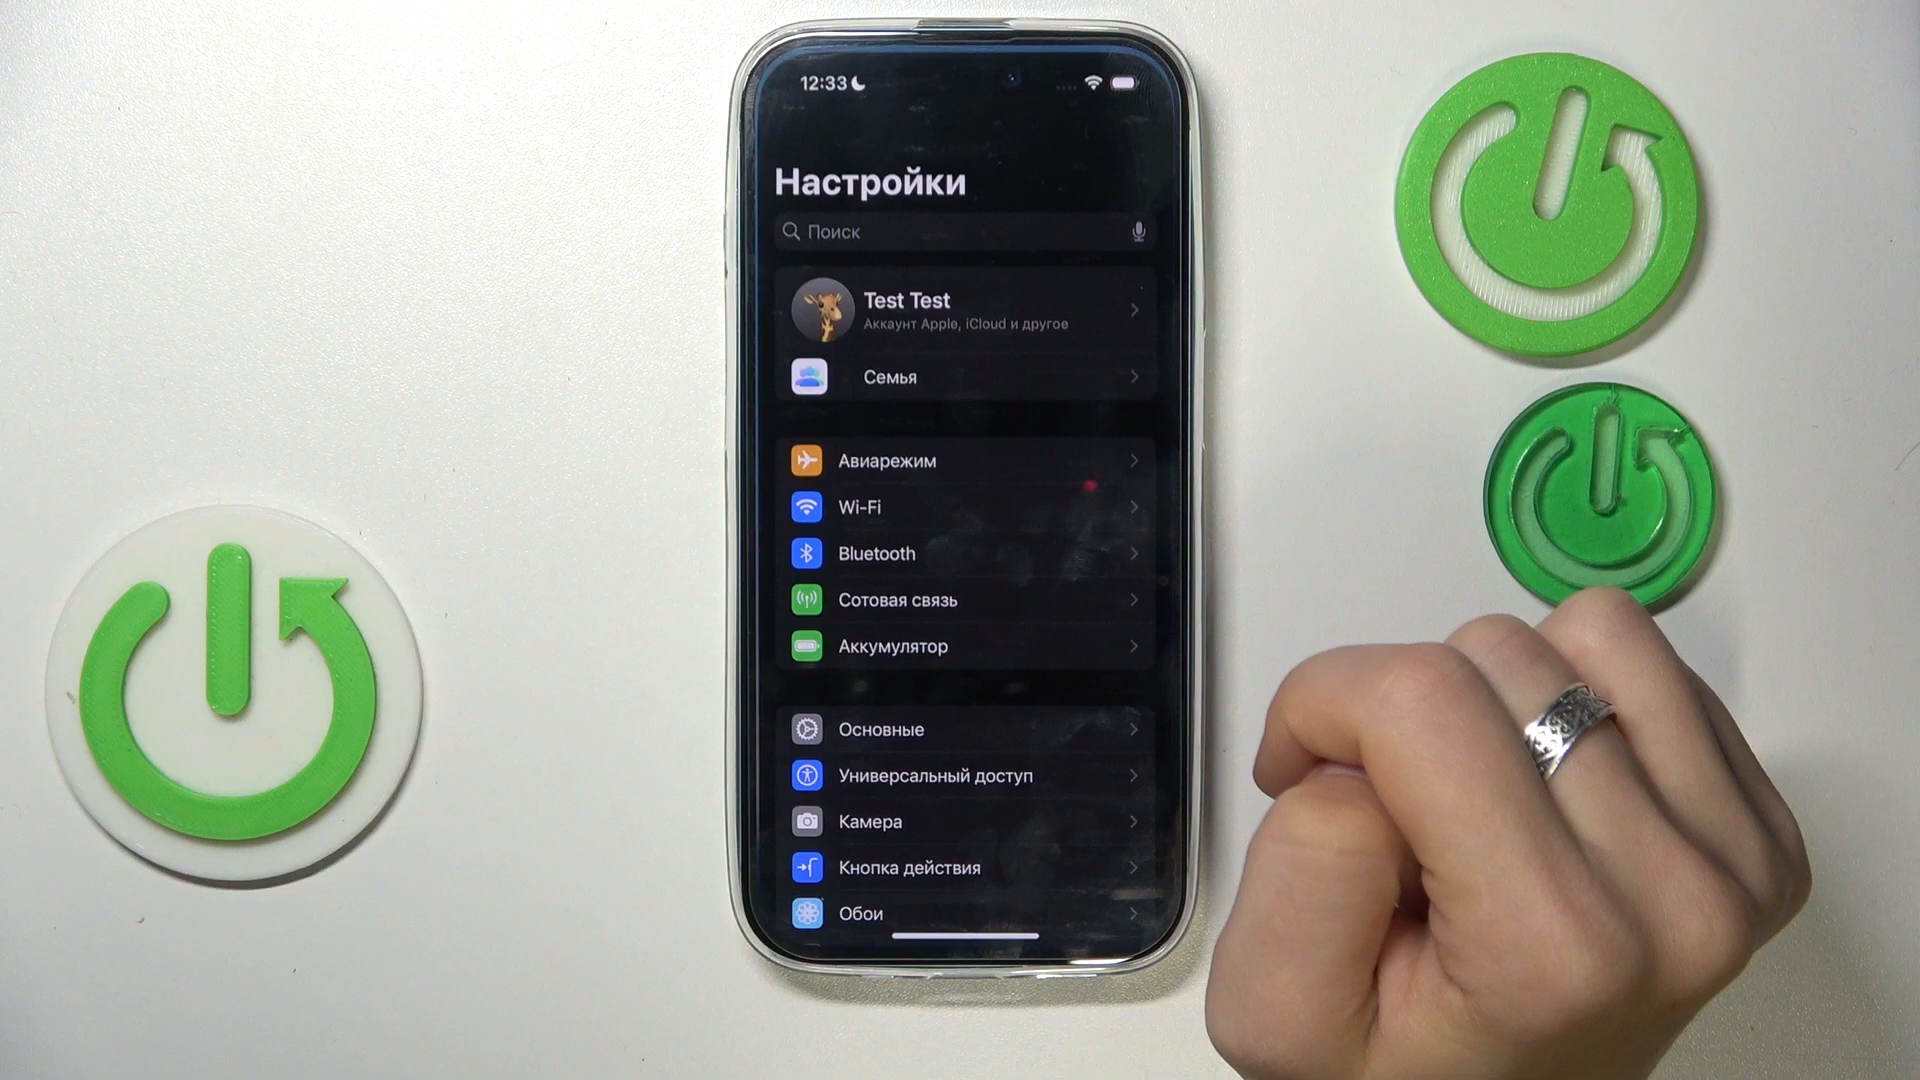 12:33
Настройки
Поиск
Test Test
Аккаунт Apple, iCloud и другое
Семья
Авиарежим
Wi-Fi
Bluetooth
Сотовая связь
Аккумулятор
Основные
Универсальный доступ
Камера
Кнопка действия
Обои